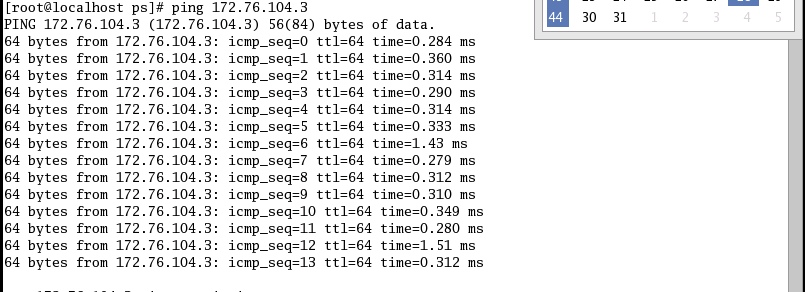 [root@localhost ps]# ping 172.76.104.3
PING 172.76.104.3 (172.76.104.3) 56(84) bytes of data.
64 bytes from 172.76.104.3: icmp_seq=0 ttl=64 time=0.284 ms
64 bytes from 172.76.104.3: icmp_seq=1 ttl=64 time=0.360 ms
64 bytes from 172.76.104.3: icmp_seq=2 ttl=64 time=0.314 ms
64 bytes from 172.76.104.3: icmp_seq=3 ttl=64 time=0.290 ms
64 bytes from 172.76.104.3: icmp_seq=4 ttl=64 time=0.314 ms
64 bytes from 172.76.104.3: icmp_seq=5 ttl=64 time=0.333 ms
64 bytes from 172.76.104.3: icmp_seq=6 ttl=64 time=1.43 ms
64 bytes from 172.76.104.3: icmp_seq=7 ttl=64 time=0.279 ms
64 bytes from 172.76.104.3: icmp_seq=8 ttl=64 time=0.312 ms
64 bytes from 172.76.104.3: icmp_seq=9 ttl=64 time=0.310 ms
64 bytes from 172.76.104.3: icmp_seq=10 ttl=64 time=0.349 ms
64 bytes from 172.76.104.3: icmp_seq=11 ttl=64 time=0.280 ms
64 bytes from 172.76.104.3: icmp_seq=12 ttl=64 time=1.51 ms
64 bytes from 172.76.104.3: icmp_seq=13 ttl=64 time=0.312 ms
44 30 31 1 2 3 4 5